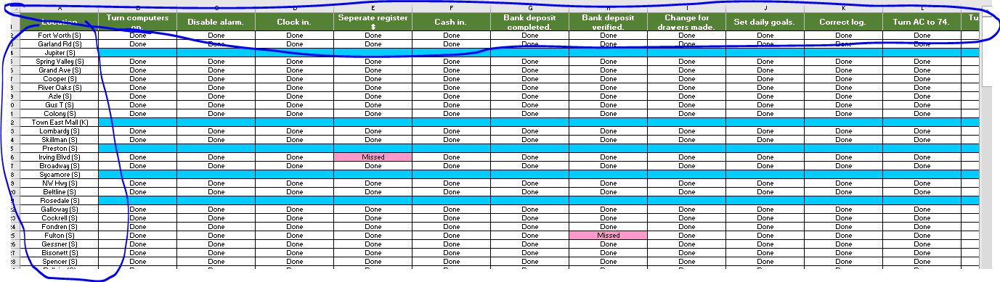 A B C D E F G H I J K L
Location Turn computers on. Disable alarm. Clock in. Seperate register $ Cash in. Bank deposit completed. Bank deposit verified. Change for drawers made. Set daily goals. Correct log. Turn AC to 74. Tu
Fort Worth (S) Done Done Done Done Done Done Done Done Done Done Done
Garland Rd (S) Done Done Done Done Done Done Done Done Done Done Done
Jupiter (S)
Spring Valley (S) Done Done Done Done Done Done Done Done Done Done Done
Grand Ave (S) Done Done Done Done Done Done Done Done Done Done Done
Cooper (S) Done Done Done Done Done Done Done Done Done Done Done
River Oaks (S) Done Done Done Done Done Done Done Done Done Done Done
Azle (S) Done Done Done Done Done Done Done Done Done Done Done
Gus T (S) Done Done Done Done Done Done Done Done Done Done Done
Colony (S) Done Done Done Done Done Done Done Done Done Done Done
Town East Mall (K)
Lombardy (S) Done Done Done Done Done Done Done Done Done Done Done
Skillman (S) Done Done Done Done Done Done Done Done Done Done Done
Preston (S)
Irving Blvd (S) Done Done Done Missed Done Done Done Done Done Done Done
Broadway (S) Done Done Done Done Done Done Done Done Done Done Done
Sycamore (S)
NW Hwy (S) Done Done Done Done Done Done Done Done Done Done Done
Beltline (S) Done Done Done Done Done Done Done Done Done Done Done
Rosedale (S)
Galloway (S) Done Done Done Done Done Done Done Done Done Done Done
Cockrell (S) Done Done Done Done Done Done Done Done Done Done Done
Fondren (S) Done Done Done Done Done Done Done Done Done Done Done
Fulton (S) Done Done Done Done Done Done Missed Done Done Done Done
Gessner (S) Done Done Done Done Done Done Done Done Done Done Done
Bisonett (S) Done Done Done Done Done Done Done Done Done Done Done
Spencer (S) Done Done Done Done Done Done Done Done Done Done Done